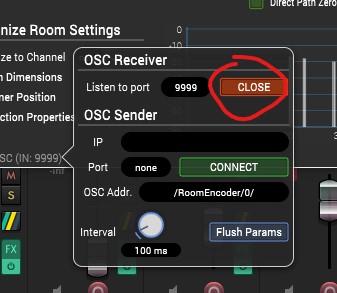 Direct Path Zero
nize Room Settings
ze to Channel
n Dimensions
ner Position
ction Properties
SC (IN: 9999)
0
-10
OSC Receiver
Listen to port 9999 CLOSE
OSC Sender
IP
Port none CONNECT
OSC Addr. /RoomEncoder/0/
Interval
100 ms
Flush Params
-inf
M
S
FX
3